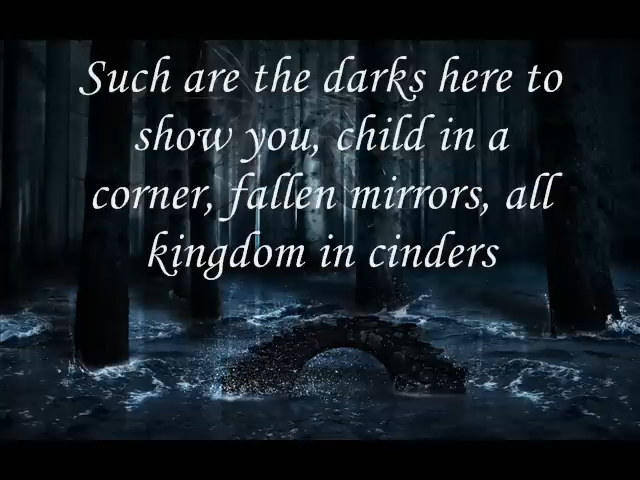 Such are the darks here to
show you, child in a
corner, fallen mirrors, all
kingdom in cinders